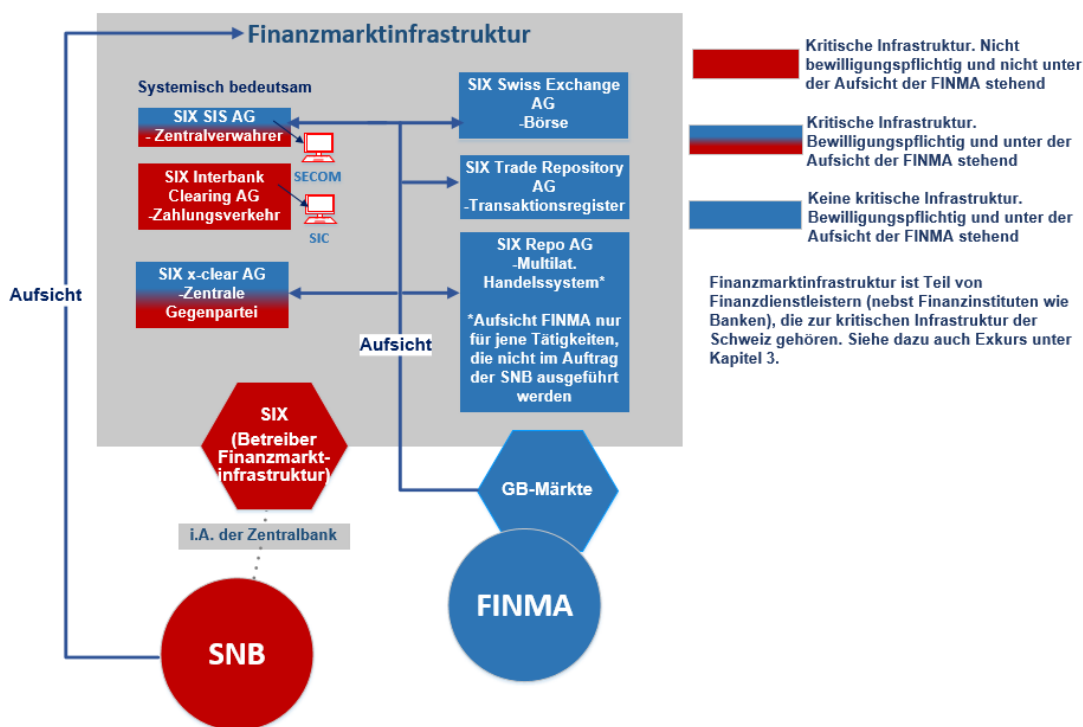 Finanzmarktinfrastruktur
Systemisch bedeutsam
SIX SIS AG
- Zentralverwahrer
SECOM
SIX Interbank
Clearing AG
-Zahlungsverkehr
SIC
SIX x-clear AG
-Zentrale
Gegenpartei
SIX Swiss Exchange
AG
-Börse
SIX Trade Repository
AG
-Transaktionsregister
SIX Repo AG
-Multilat.
Handelssystem*
*Aufsicht FINMA nur
für jene Tätigkeiten,
die nicht im Auftrag
der SNB ausgeführt
werden
Aufsicht
Aufsicht
SIX
(Betreiber
Finanzmarkt-
infrastruktur)
i.A. der Zentralbank
SNB
GB-Märkte
FINMA
Kritische Infrastruktur. Nicht
bewilligungspflichtig und nicht unter
der Aufsicht der FINMA stehend
Kritische Infrastruktur.
Bewilligungspflichtig und unter der
Aufsicht der FINMA stehend
Keine kritische Infrastruktur.
Bewilligungspflichtig und unter der
Aufsicht der FINMA stehend
Finanzmarktinfrastruktur ist Teil von
Finanzdienstleistern (nebst Finanzinstituten wie
Banken), die zur kritischen Infrastruktur der
Schweiz gehören. Siehe dazu auch Exkurs unter
Kapitel 3.